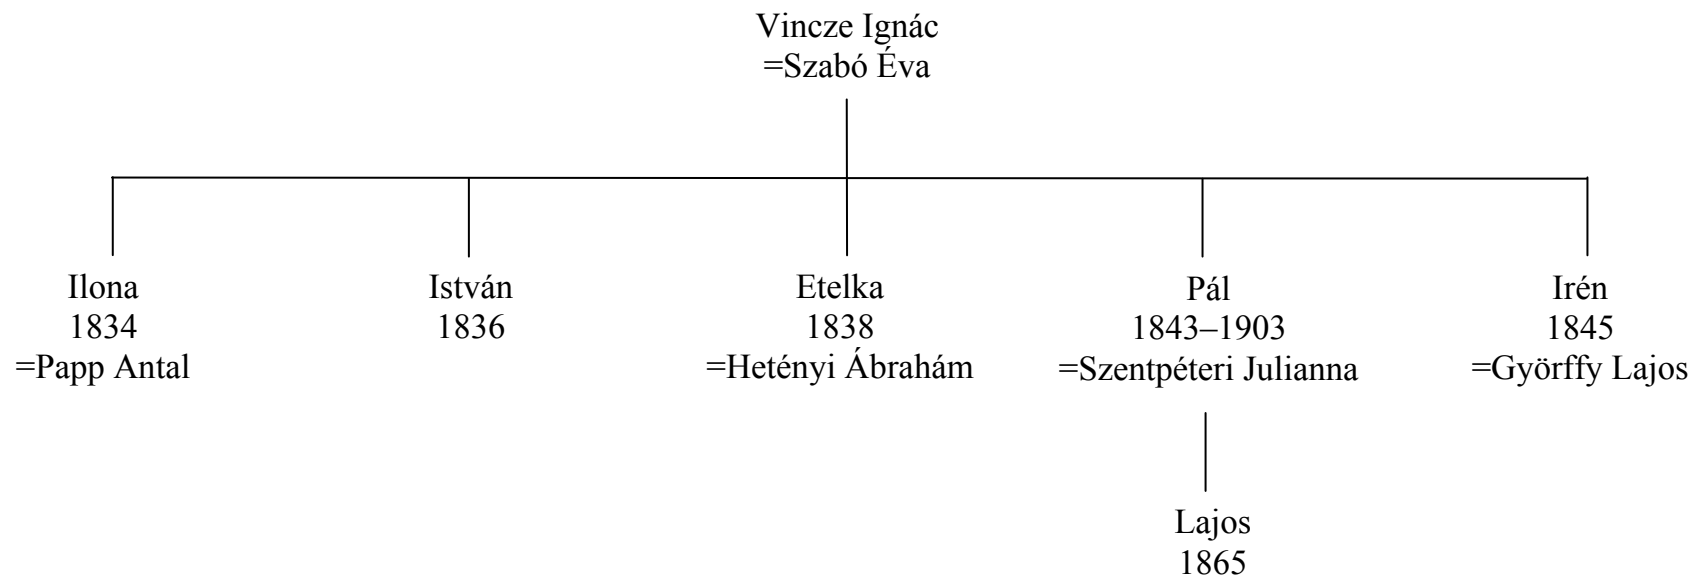 Vincze Ignác
=Szabó Éva
Ilona
1834
=Papp Antal
István
1836
Etelka
1838
=Hetényi Ábrahám
Pál
1843–1903
=Szentpéteri Julianna
Irén
1845
=Györffy Lajos
Lajos
1865